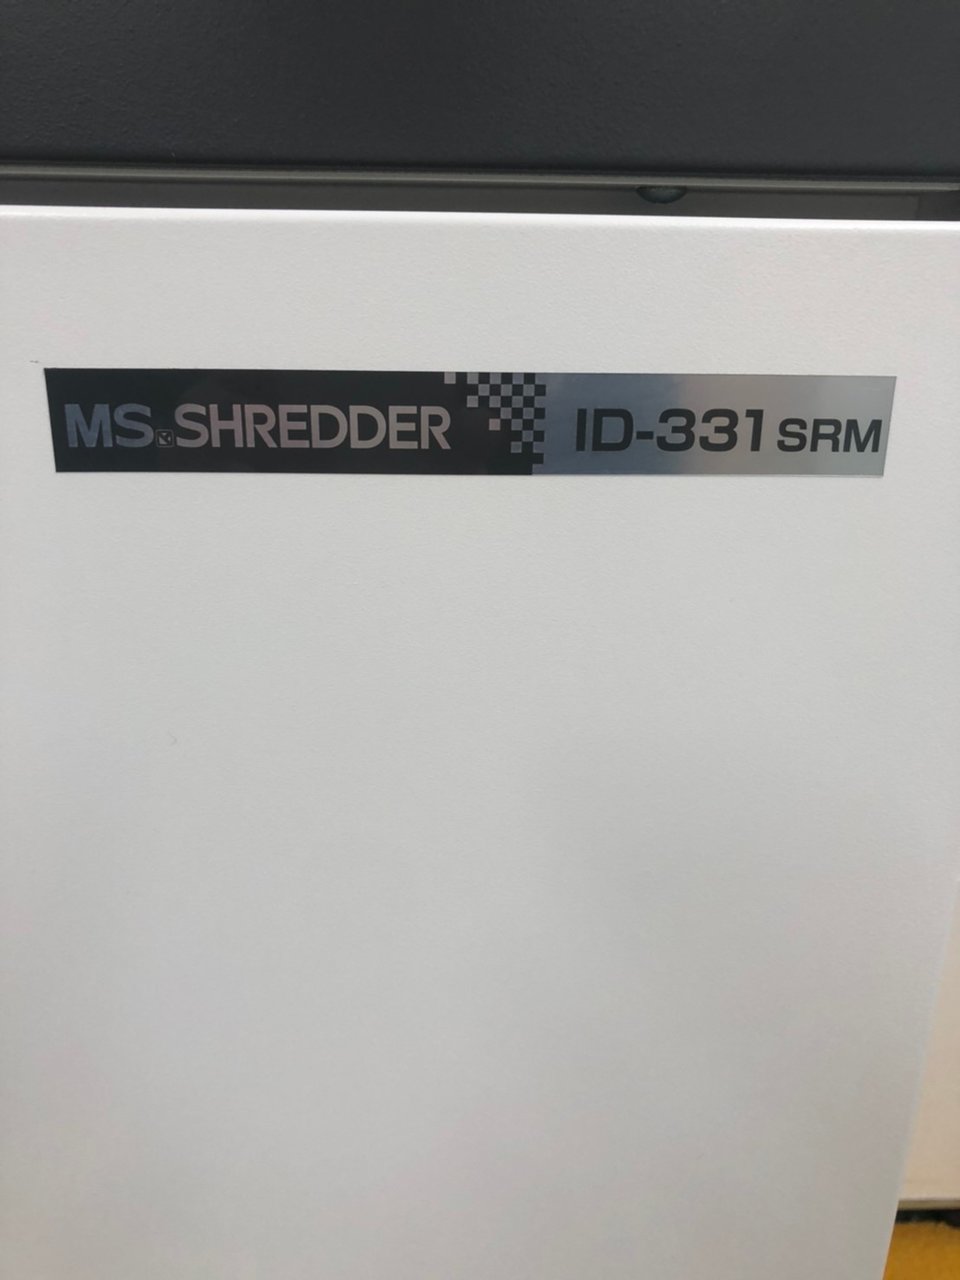 MS SHREDDER ID-331 SRM